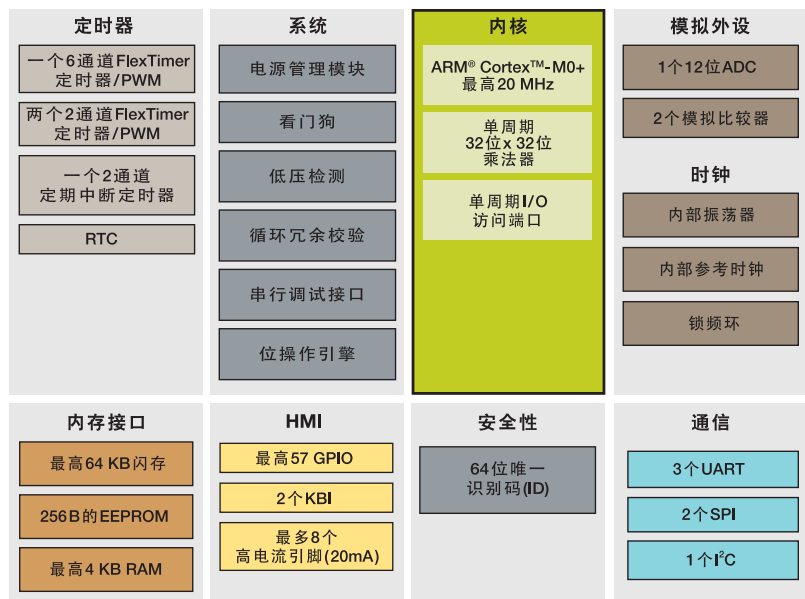 定时器
一个6通道FlexTimer
定时器/PWM
两个2通道FlexTimer
定时器/PWM
一个2通道
定期中断定时器
RTC
系统
电源管理模块
看门狗
低压检测
循环冗余校验
串行调试接口
位操作引擎
内核
ARM® Cortex™-M0+
最高20 MHz
单周期
32位x 32位
乘法器
单周期I/O
访问端口
模拟外设
1个12位ADC
2个模拟比较器
时钟
内部振荡器
内部参考时钟
锁频环
内存接口
最高64 KB闪存
256B的EEPROM
最高4 KB RAM
HMI
最高57 GPIO
2个KBI
最多8个
高电流引脚(20mA)
安全性
64位唯一
识别码(ID)
通信
3个UART
2个SPI
1个I²C